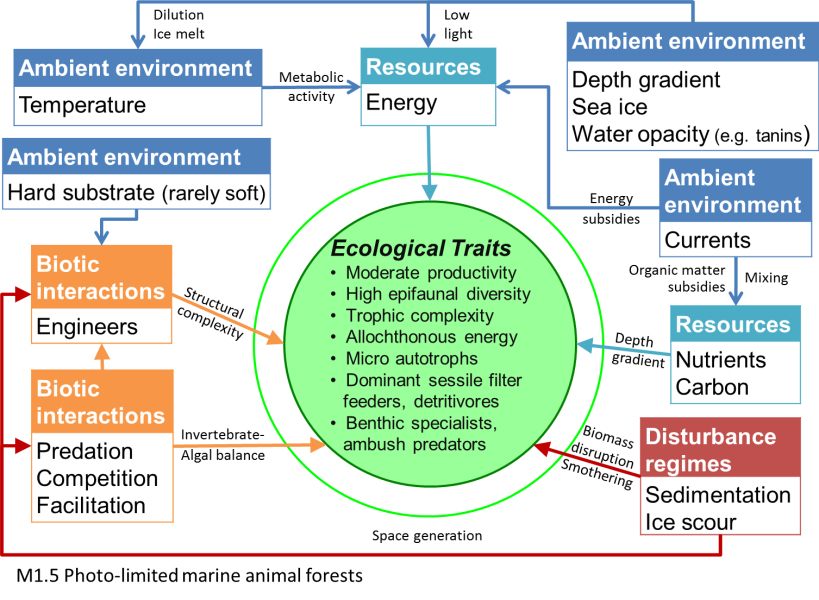 Dilution
Ice melt
Low
light
Ambient environment
Temperature
Metabolic
activity
Resources
Energy
Ambient environment
Depth gradient
Sea ice
Water opacity (e.g. tanins)
Ambient environment
Hard substrate (rarely soft)
Energy
subsidies
Ambient
environment
Currents
Organic matter
subsidies
Mixing
Biotic
interactions
Engineers
Structural
complexity
Ecological Traits
• Moderate productivity
• High epifaunal diversity
• Trophic complexity
• Allochthonous energy
• Micro autotrophs
• Dominant sessile filter
feeders, detritivores
• Benthic specialists,
ambush predators
Depth
gradient
Resources
Nutrients
Carbon
Biotic
interactions
Predation
Competition
Facilitation
Invertebrate-
Algal balance
Biomass
disruption
Smothering
Disturbance
regimes
Sedimentation
Ice scour
Space generation
M1.5 Photo-limited marine animal forests